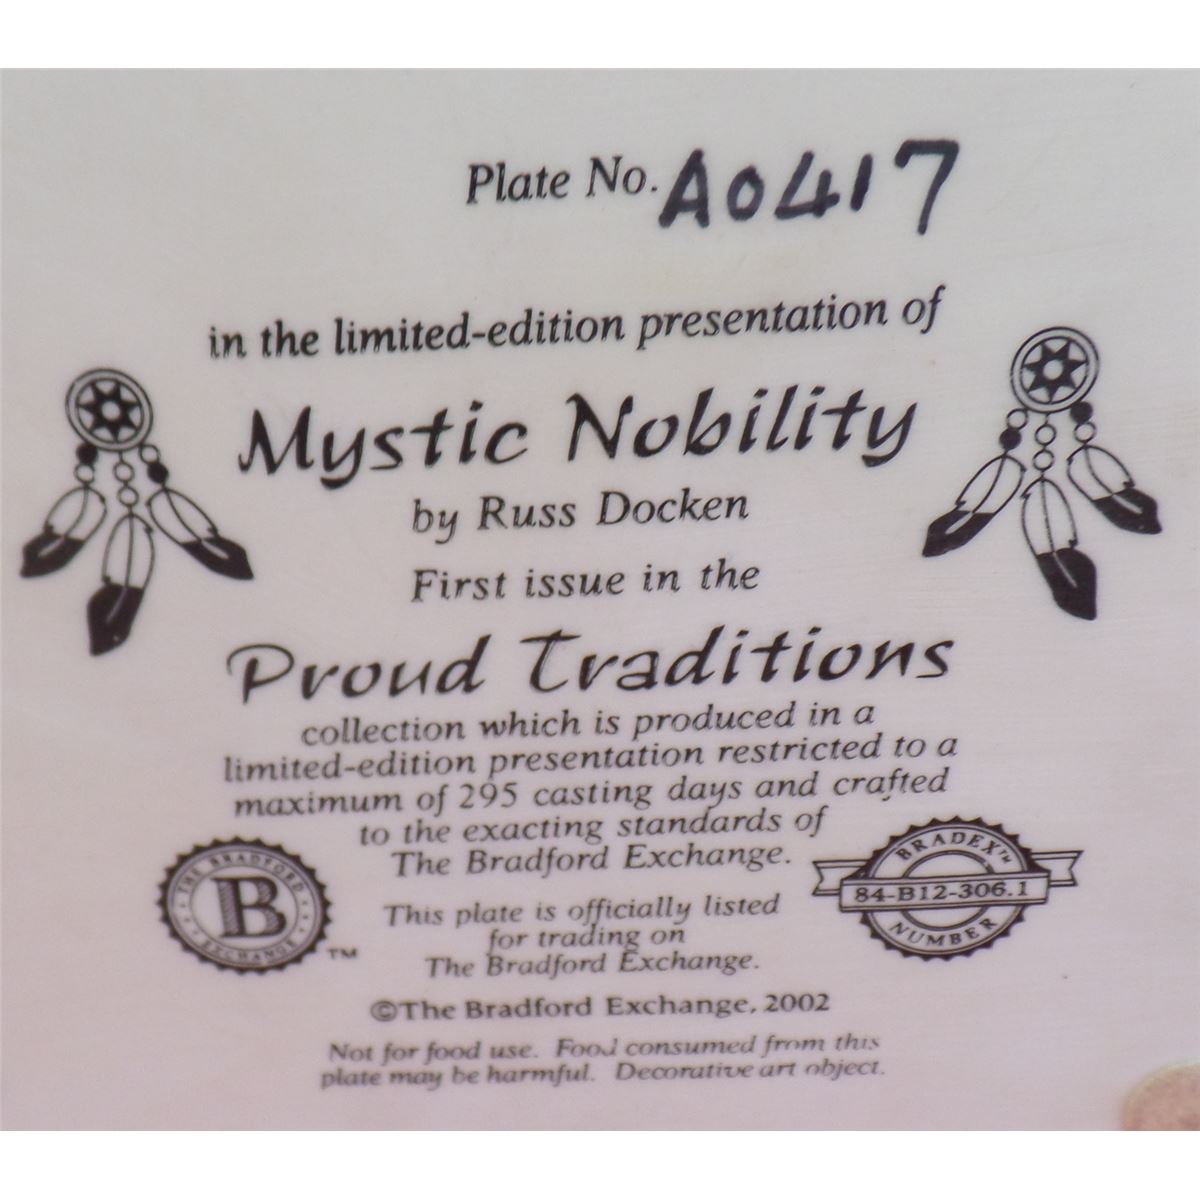 Plate No. A0417
in the limited-edition presentation of
Mystic Nobility
by Russ Docken
First issue in the
Proud Traditions
collection which is produced in a
limited-edition presentation restricted to a
maximum of 295 casting days and crafted
to the exacting standards of
The Bradford Exchange.
THE BRADFORD
B
EXCHANGE
TM
BRADEX™
84-B12-306.1
NUMBER
This plate is officially listed
for trading on
The Bradford Exchange.
©The Bradford Exchange, 2002
Not for food use. Food consumed from this
plate may be harmful. Decorative art object.